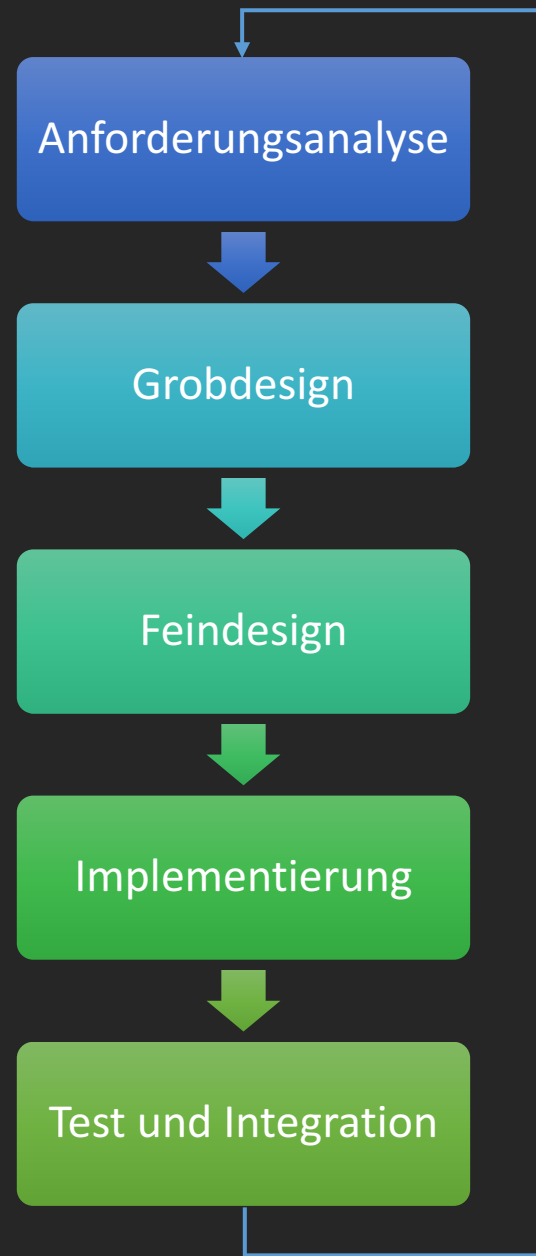 Anforderungsanalyse
Grobdesign
Feindesign
Implementierung
Test und Integration